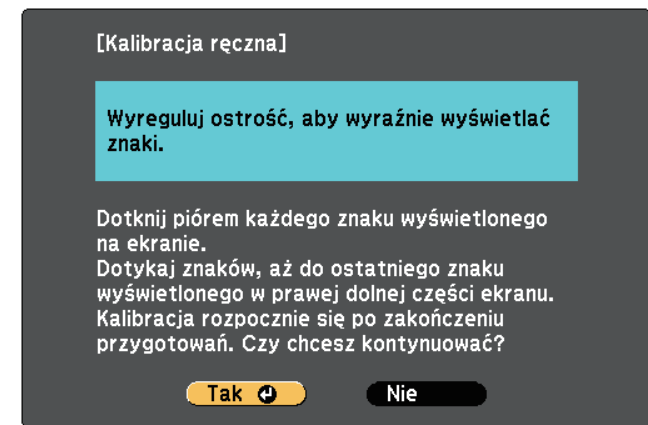 [Kalibracja ręczna]
Wyreguluj ostrość, aby wyraźnie wyświetlać
znaki.
Dotknij piórem każdego znaku wyświetlonego
na ekranie.
Dotykaj znaków, aż do ostatniego znaku
wyświetlonego w prawej dolnej części ekranu.
Kalibracja rozpocznie się po zakończeniu
przygotowań. Czy chcesz kontynuować?
Tak Nie